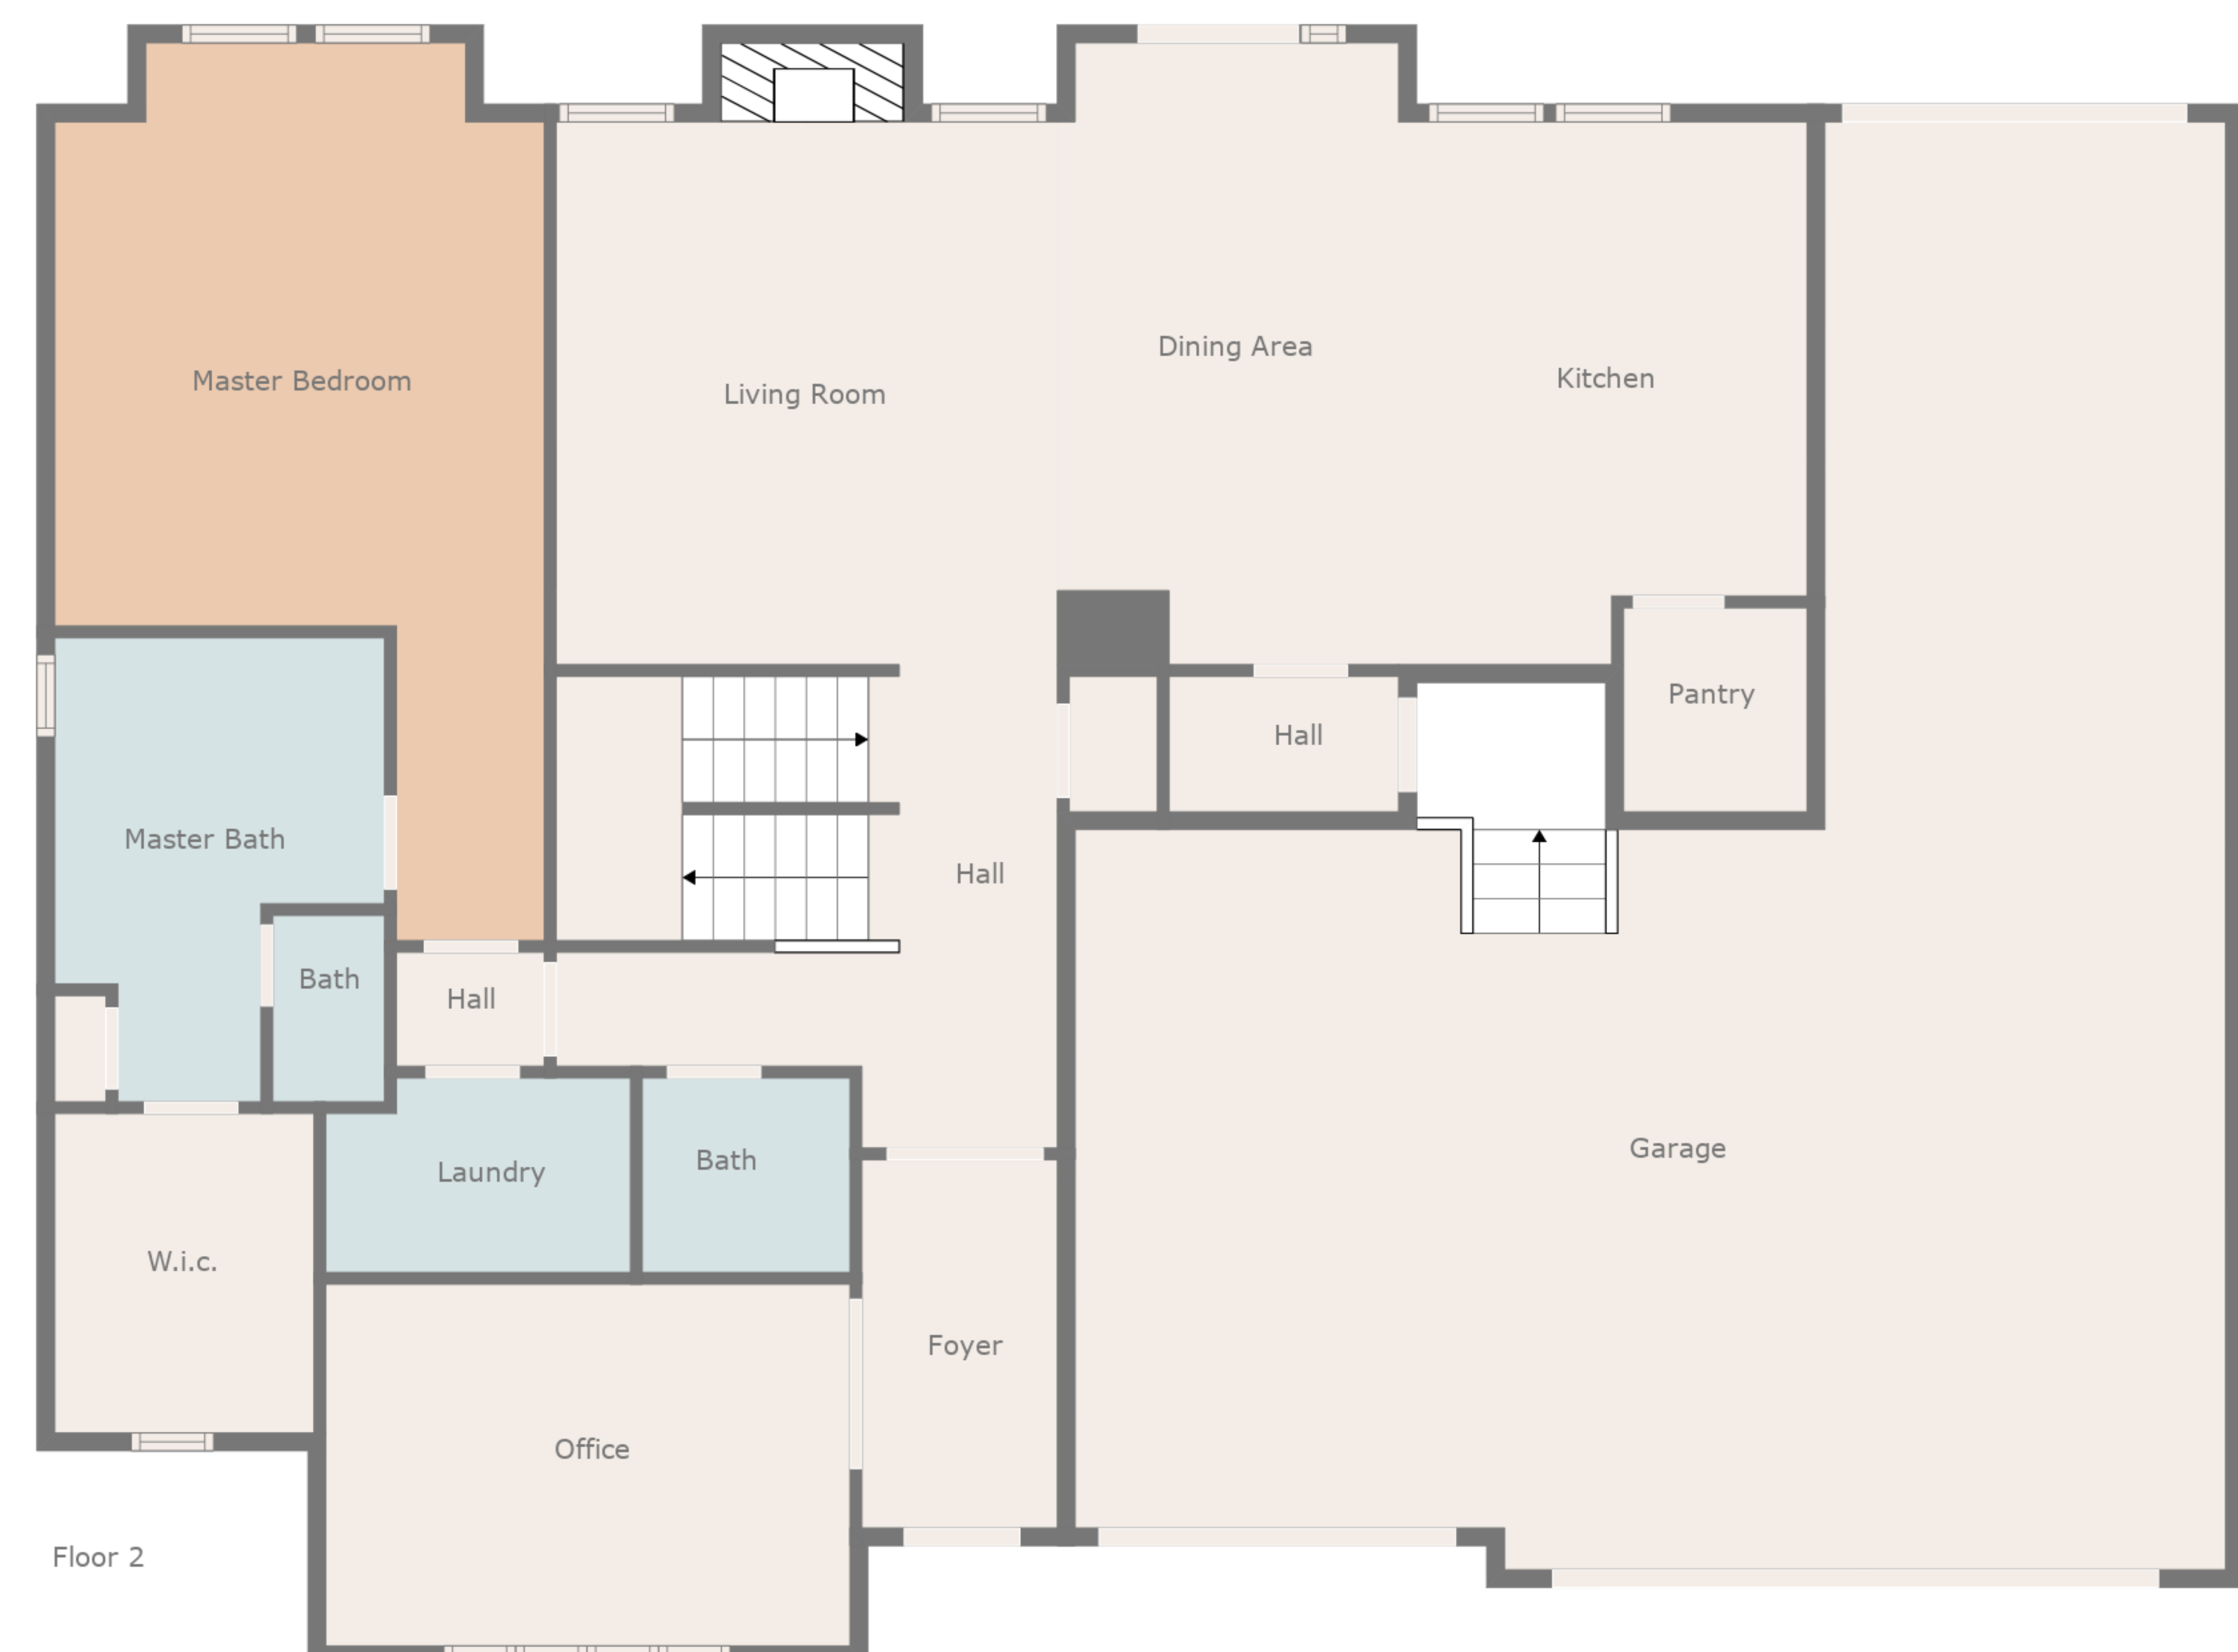 Dining Area
Kitchen
Master Bedroom
Living Room
Pantry
Hall
Master Bath
Hall
Bath
Hall
Garage
Bath
Laundry
W.i.c.
Foyer
Office
Floor 2